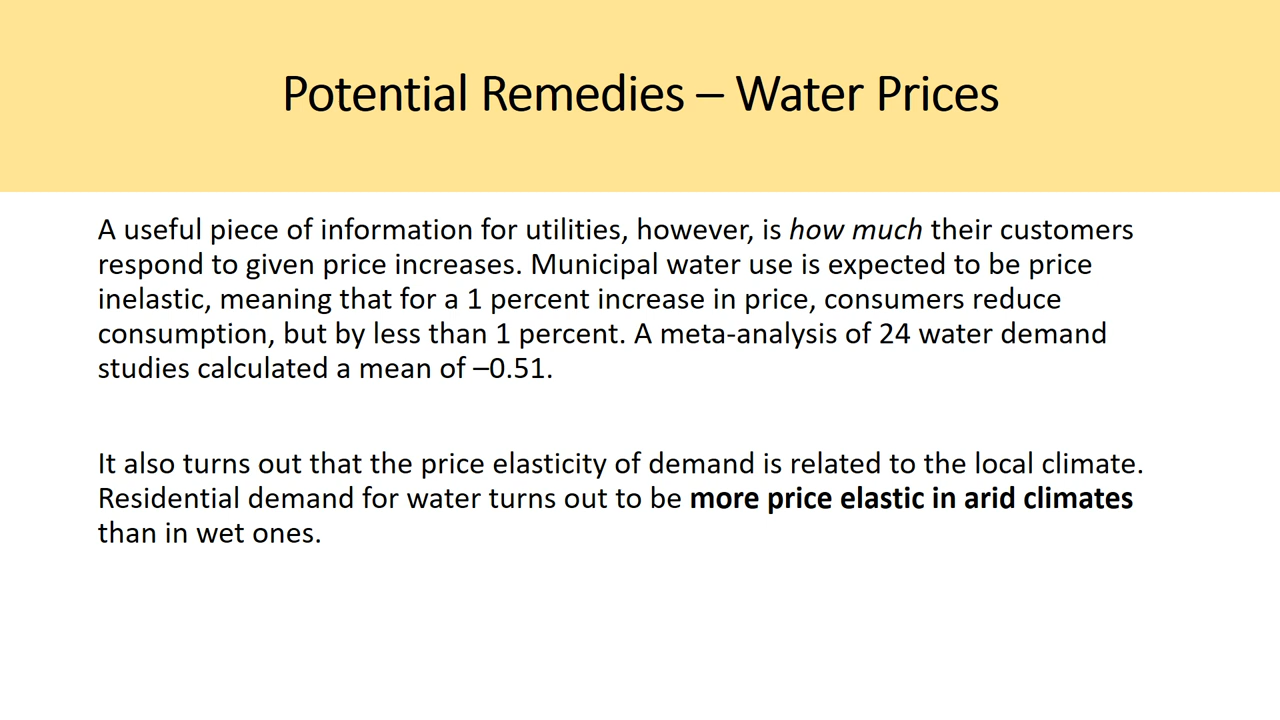 Potential Remedies – Water Prices
A useful piece of information for utilities, however, is how much their customers
respond to given price increases. Municipal water use is expected to be price
inelastic, meaning that for a 1 percent increase in price, consumers reduce
consumption, but by less than 1 percent. A meta-analysis of 24 water demand
studies calculated a mean of –0.51.
It also turns out that the price elasticity of demand is related to the local climate.
Residential demand for water turns out to be more price elastic in arid climates
than in wet ones.